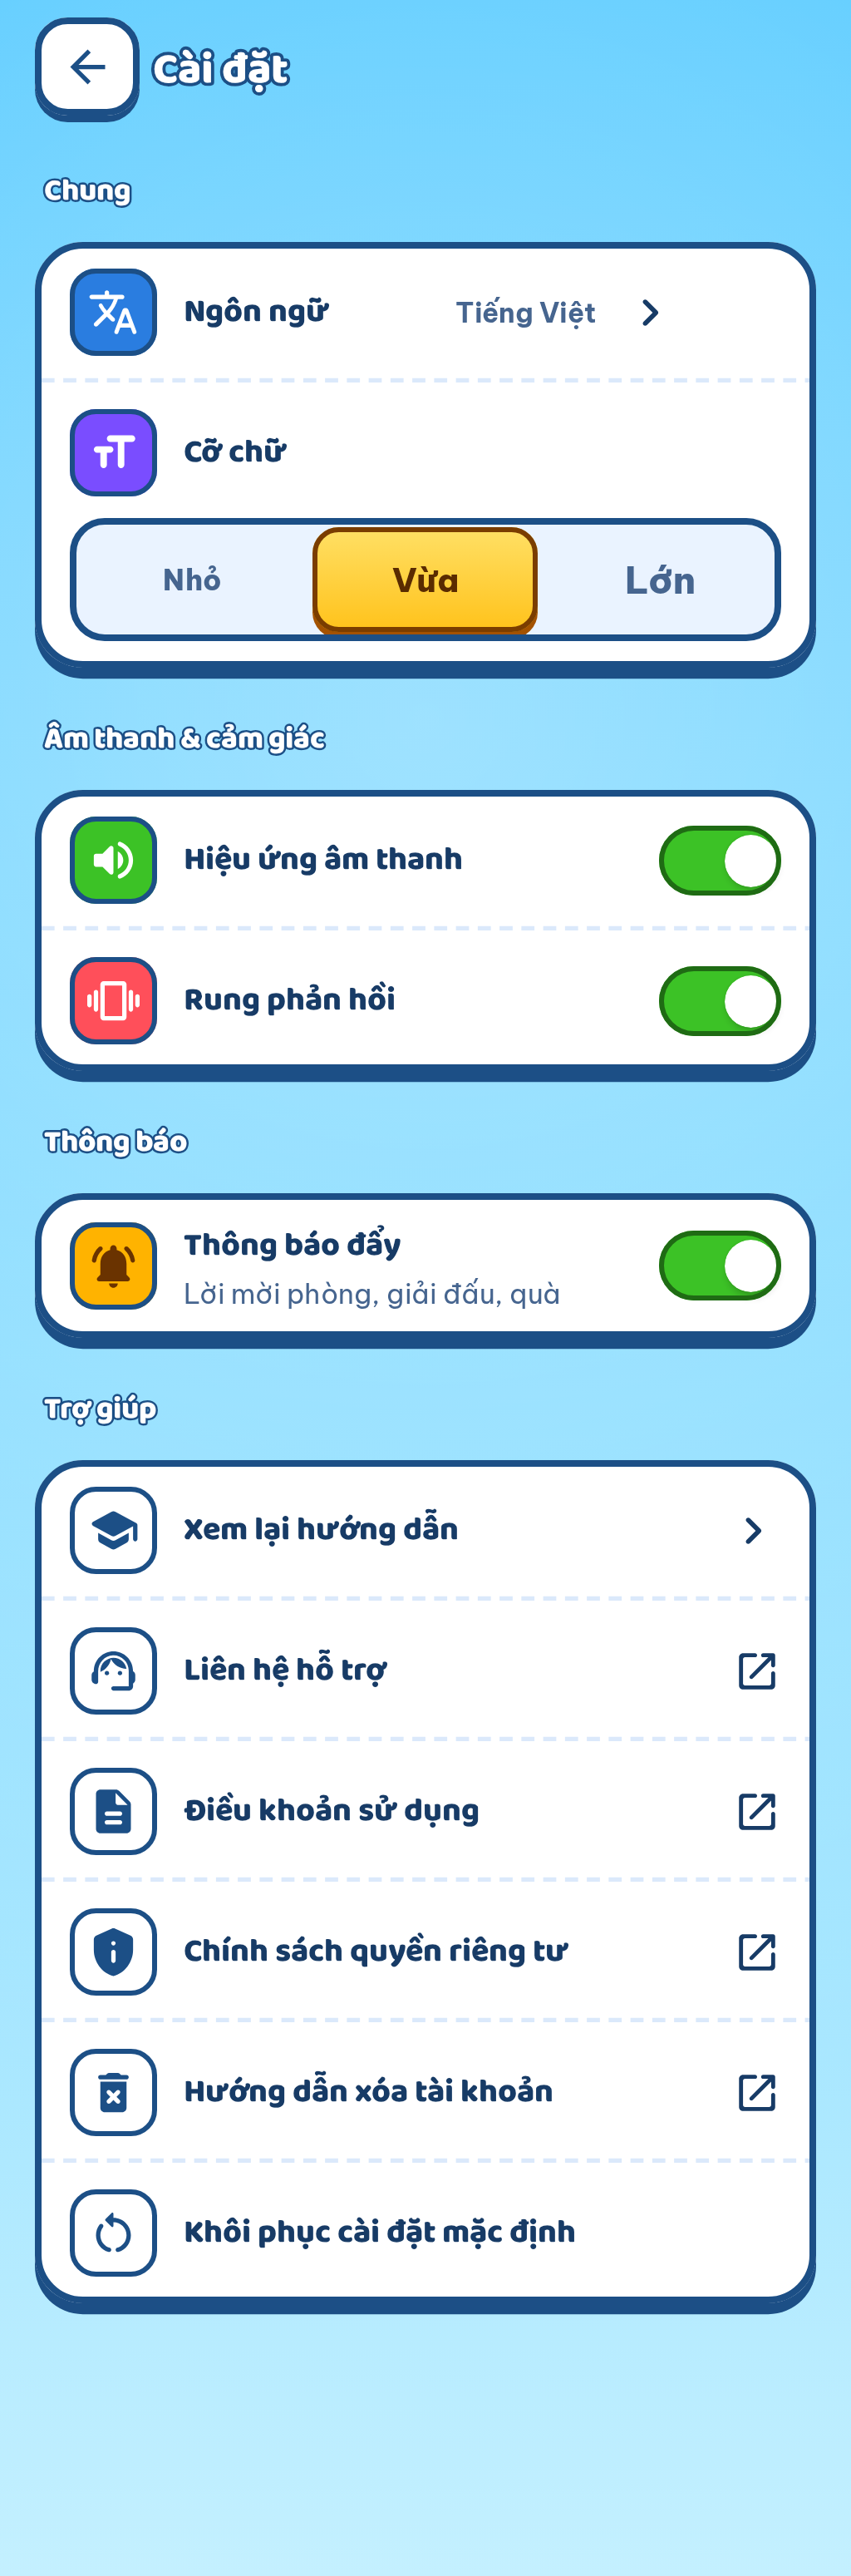 Cài đặt
Chung
Ngôn ngữ
Tiếng Việt
Cỡ chữ
Nhỏ
Vừa
Lớn
Âm thanh & cảm giác
Hiệu ứng âm thanh
Rung phản hồi
Thông báo
Thông báo đẩy
Lời mời phòng, giải đấu, quà
Trợ giúp
Xem lại hướng dẫn
Liên hệ hỗ trợ
Điều khoản sử dụng
Chính sách quyền riêng tư
Hướng dẫn xóa tài khoản
Khôi phục cài đặt mặc định